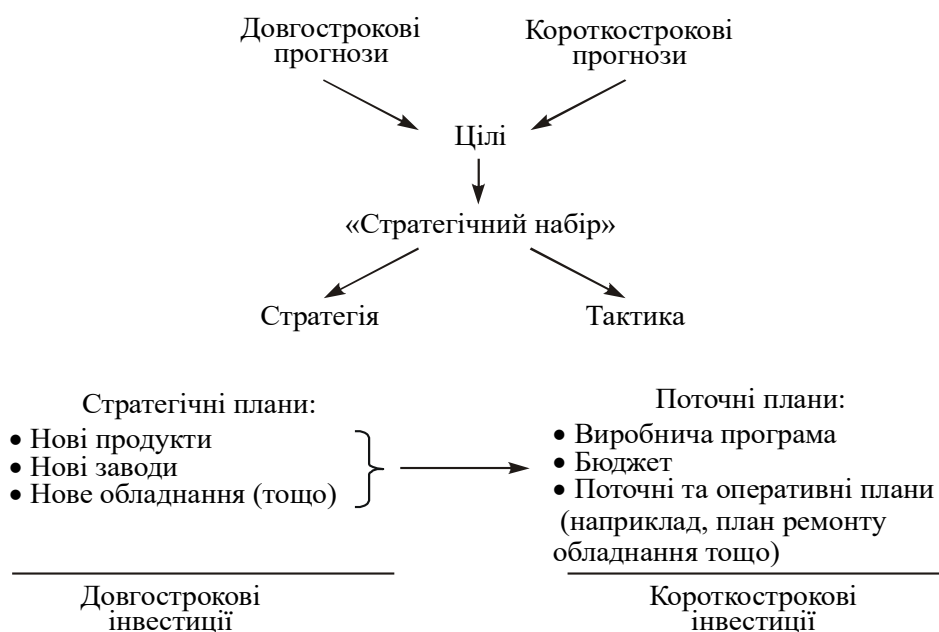 Довгострокові
прогнози
Короткострокові
прогнози
Цілі
«Стратегічний набір»
Стратегія
Тактика
Стратегічні плани:
• Нові продукти
• Нові заводи
• Нове обладнання (тощо)
Поточні плани:
• Виробнича програма
• Бюджет
• Поточні та оперативні плани
(наприклад, план ремонту
обладнання тощо)
Довгострокові
інвестиції
Короткострокові
інвестиції